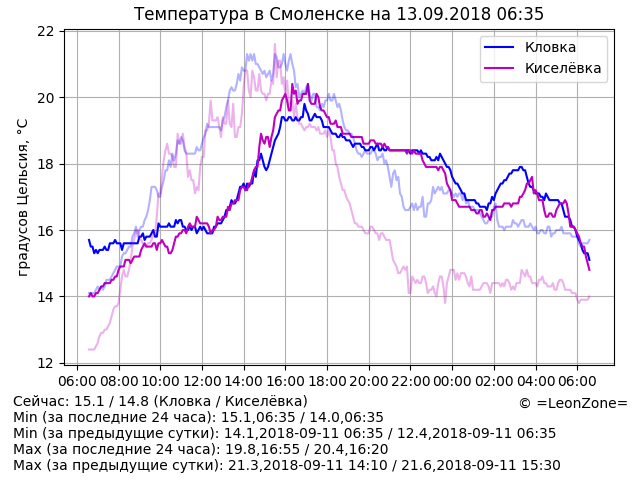 Температура в Смоленске на 13.09.2018 06:35
Кловка
Киселёвка
градусов Цельсия, °C
22
20
18
16
14
12
06:00 08:00 10:00 12:00 14:00 16:00 18:00 20:00 22:00 00:00 02:00 04:00 06:00
Сейчас: 15.1 / 14.8 (Кловка / Киселёвка)
© =LeonZone=
Min (за последние 24 часа): 15.1,06:35 / 14.0,06:35
Min (за предыдущие сутки): 14.1,2018-09-11 06:35 / 12.4,2018-09-11 06:35
Max (за последние 24 часа): 19.8,16:55 / 20.4,16:20
Max (за предыдущие сутки): 21.3,2018-09-11 14:10 / 21.6,2018-09-11 15:30